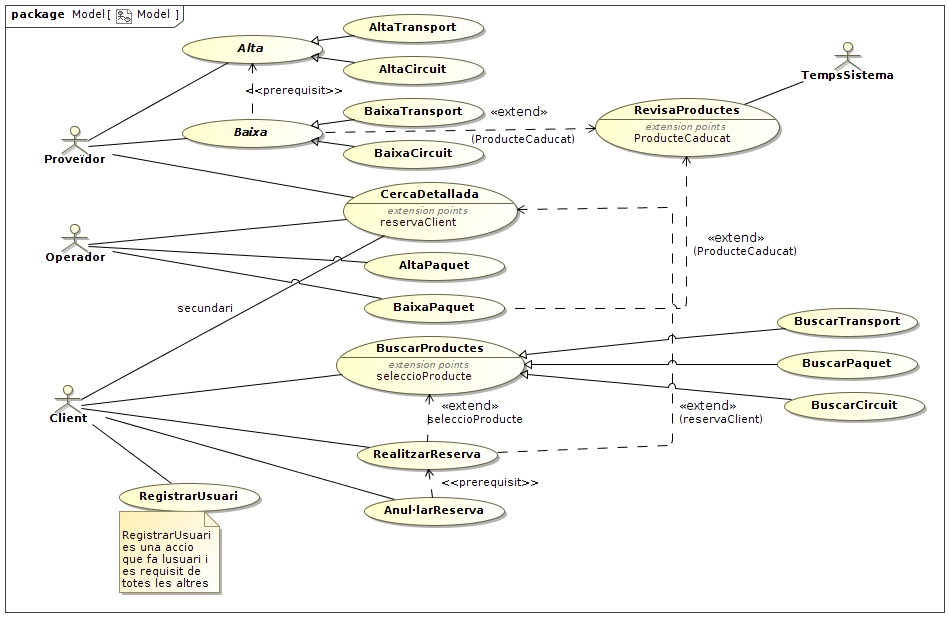 package Model [ Model ]
AltaTransport
Alta
AltaCircuit
TempsSistema
<<prerequisit>>
BaixaTransport
«extend»
RevisaProductes
extension points
ProducteCaducat
Baixa
(ProducteCaducat)
BaixaCircuit
Proveïdor
CercaDetallada
extension points
reservaClient
Operador
«extend»
(ProducteCaducat)
AltaPaquet
secundari
BaixaPaquet
BuscarTransport
BuscarProductes
extension points
seleccioProducte
BuscarPaquet
Client
«extend»
seleccioProducte
«extend»
(reservaClient)
BuscarCircuit
RealitzarReserva
<<prerequisit>>
RegistrarUsuari
Anul·larReserva
RegistrarUsuari
es una accio
que fa lusuari i
es requisit de
totes les altres